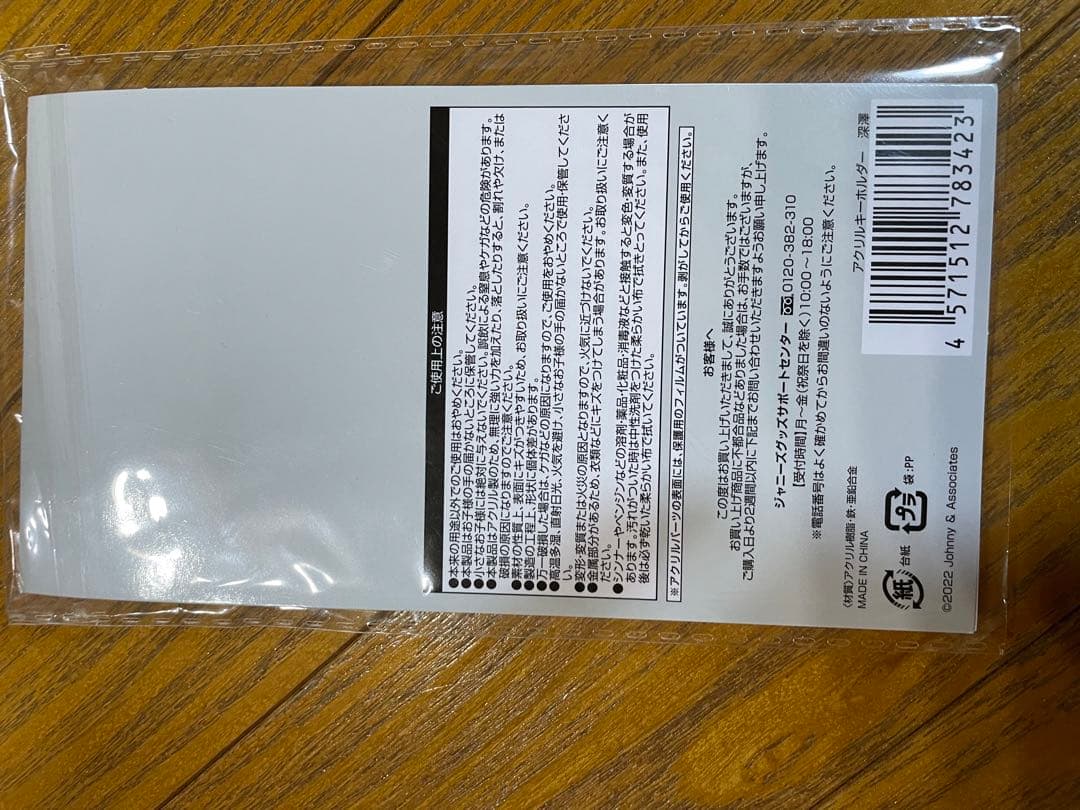 ご使用上の注意
●本来の用途以外でのご使用はおやめください。
●本製品はお子様の手の届かないところに保管してください。
●小さなお子様には絶対に与えないでください。誤飲による窒息やケガなどの危険があります。
●本製品はアクリル製のため、無理に強い力を加えたり、落としたりすると、割れや欠け、または
破損の原因になりますのでご注意ください。
●素材の性質上、表面にキズがつきやすいため、お取り扱いにご注意ください。
●製造の工程上、形状に個体差があります。
●万一破損した場合は、ケガなどの原因になりますので、ご使用をおやめください。
●高温多湿、直射日光、火気を避け、小さなお子様の手の届かないところで使用・保管してくださ
い。
●変形・変質または火災の原因となりますので、火気に近づけないでください。
●金属部分があるため、衣類などにキズをつけてしまう場合があります。お取り扱いにご注意く
ださい。
●シンナーやベンジンなどの溶剤・薬品・化粧品・消毒液などと接触すると変色・変質する場合が
あります。汚れがついた時は中性洗剤をつけた柔らかい布で拭きとってください。また、使用
後は必ず乾いた柔らかい布で拭いてください。
※アクリルパーツの表面には、保護用のフィルムがついています。剥がしてからご使用ください。
お客様へ
この度はお買い上げいただきまして、誠にありがとうございます。
お買い上げ商品に不都合品などありました場合は、お手数ではございますが、
ご購入日より2週間以内に下記までお問い合わせいただきますようお願い申し上げます。
ジャニーズグッズサポートセンター 0120-382-310
【受付時間】月〜金(祝祭日を除く)10:00〜18:00
※電話番号はよく確かめてからお間違いのないようにご注意ください。
〈材質〉アクリル樹脂・鉄・亜鉛合金
MADE IN CHINA
紙 台紙 プラ 袋:PP
©2022 Johnny & Associates
アクリルキーホルダー 深澤
4 571512 783423